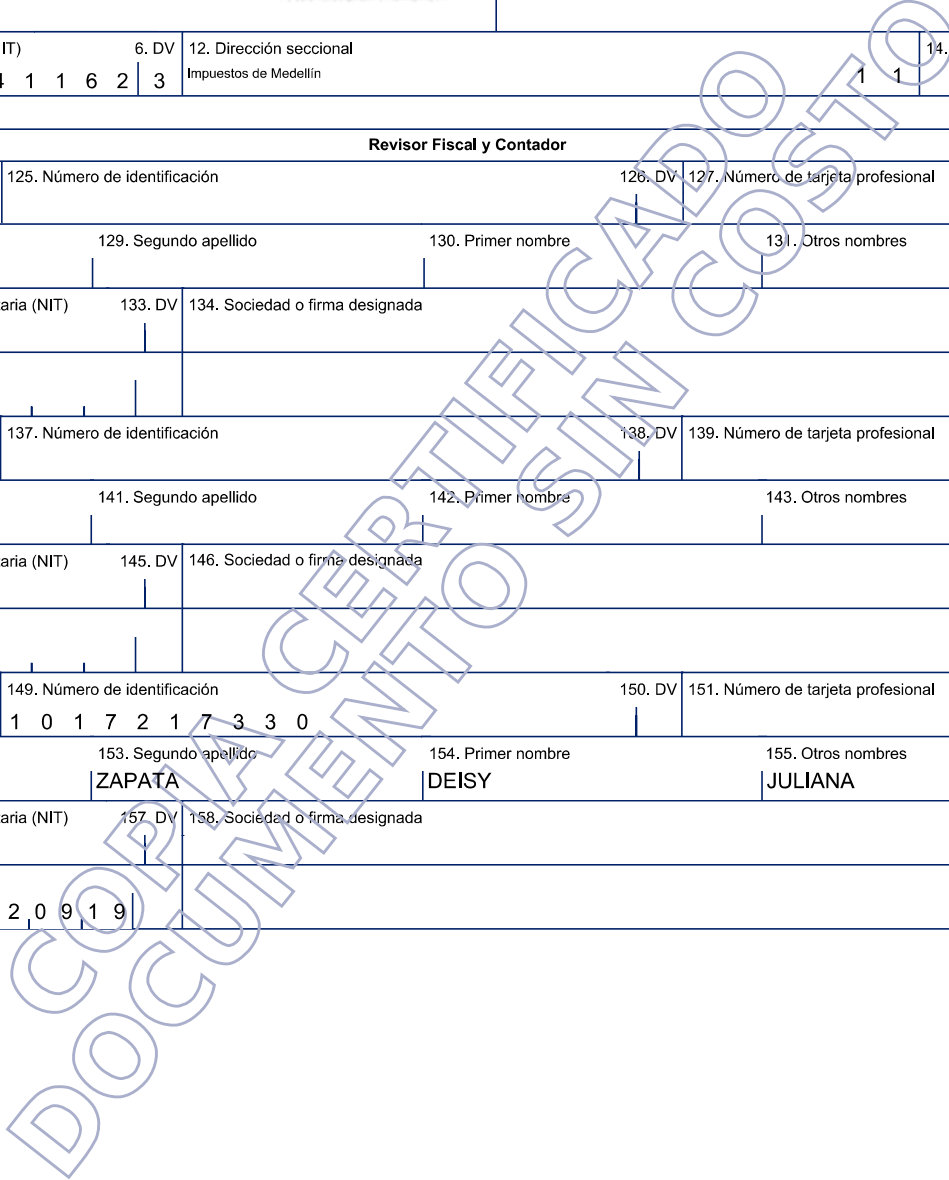 IT) 6. DV 12. Dirección seccional 14.
1 1 6 2 3 Impuestos de Medellín 1 1
Revisor Fiscal y Contador
125. Número de identificación 126. DV 127. Número de tarjeta profesional
129. Segundo apellido 130. Primer nombre 131. Otros nombres
taria (NIT) 133. DV 134. Sociedad o firma designada
137. Número de identificación 138. DV 139. Número de tarjeta profesional
141. Segundo apellido 142. Primer nombre 143. Otros nombres
taria (NIT) 145. DV 146. Sociedad o firma designada
149. Número de identificación 150. DV 151. Número de tarjeta profesional
1 0 1 7 2 1 7 3 3 0
153. Segundo apellido 154. Primer nombre 155. Otros nombres
ZAPATA DEISY JULIANA
taria (NIT) 157. DV 158. Sociedad o firma designada
2 0 9 1 9
COPIA CERTIFICADO
DOCUMENTO SIN COSTO